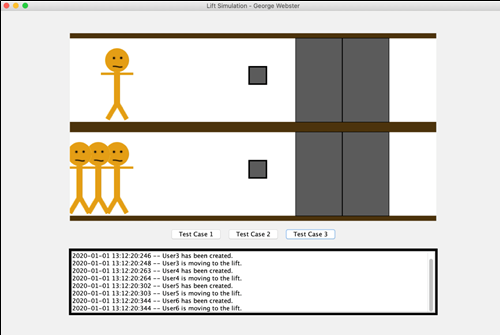 Lift Simulation - George Webster
Test Case 1
Test Case 2
Test Case 3
2020-01-01 13:12:20:246 -- User3 has been created.
2020-01-01 13:12:20:248 -- User3 is moving to the lift.
2020-01-01 13:12:20:263 -- User4 has been created.
2020-01-01 13:12:20:264 -- User4 is moving to the lift.
2020-01-01 13:12:20:302 -- User5 has been created.
2020-01-01 13:12:20:303 -- User5 is moving to the lift.
2020-01-01 13:12:20:344 -- User6 has been created.
2020-01-01 13:12:20:344 -- User6 is moving to the lift.